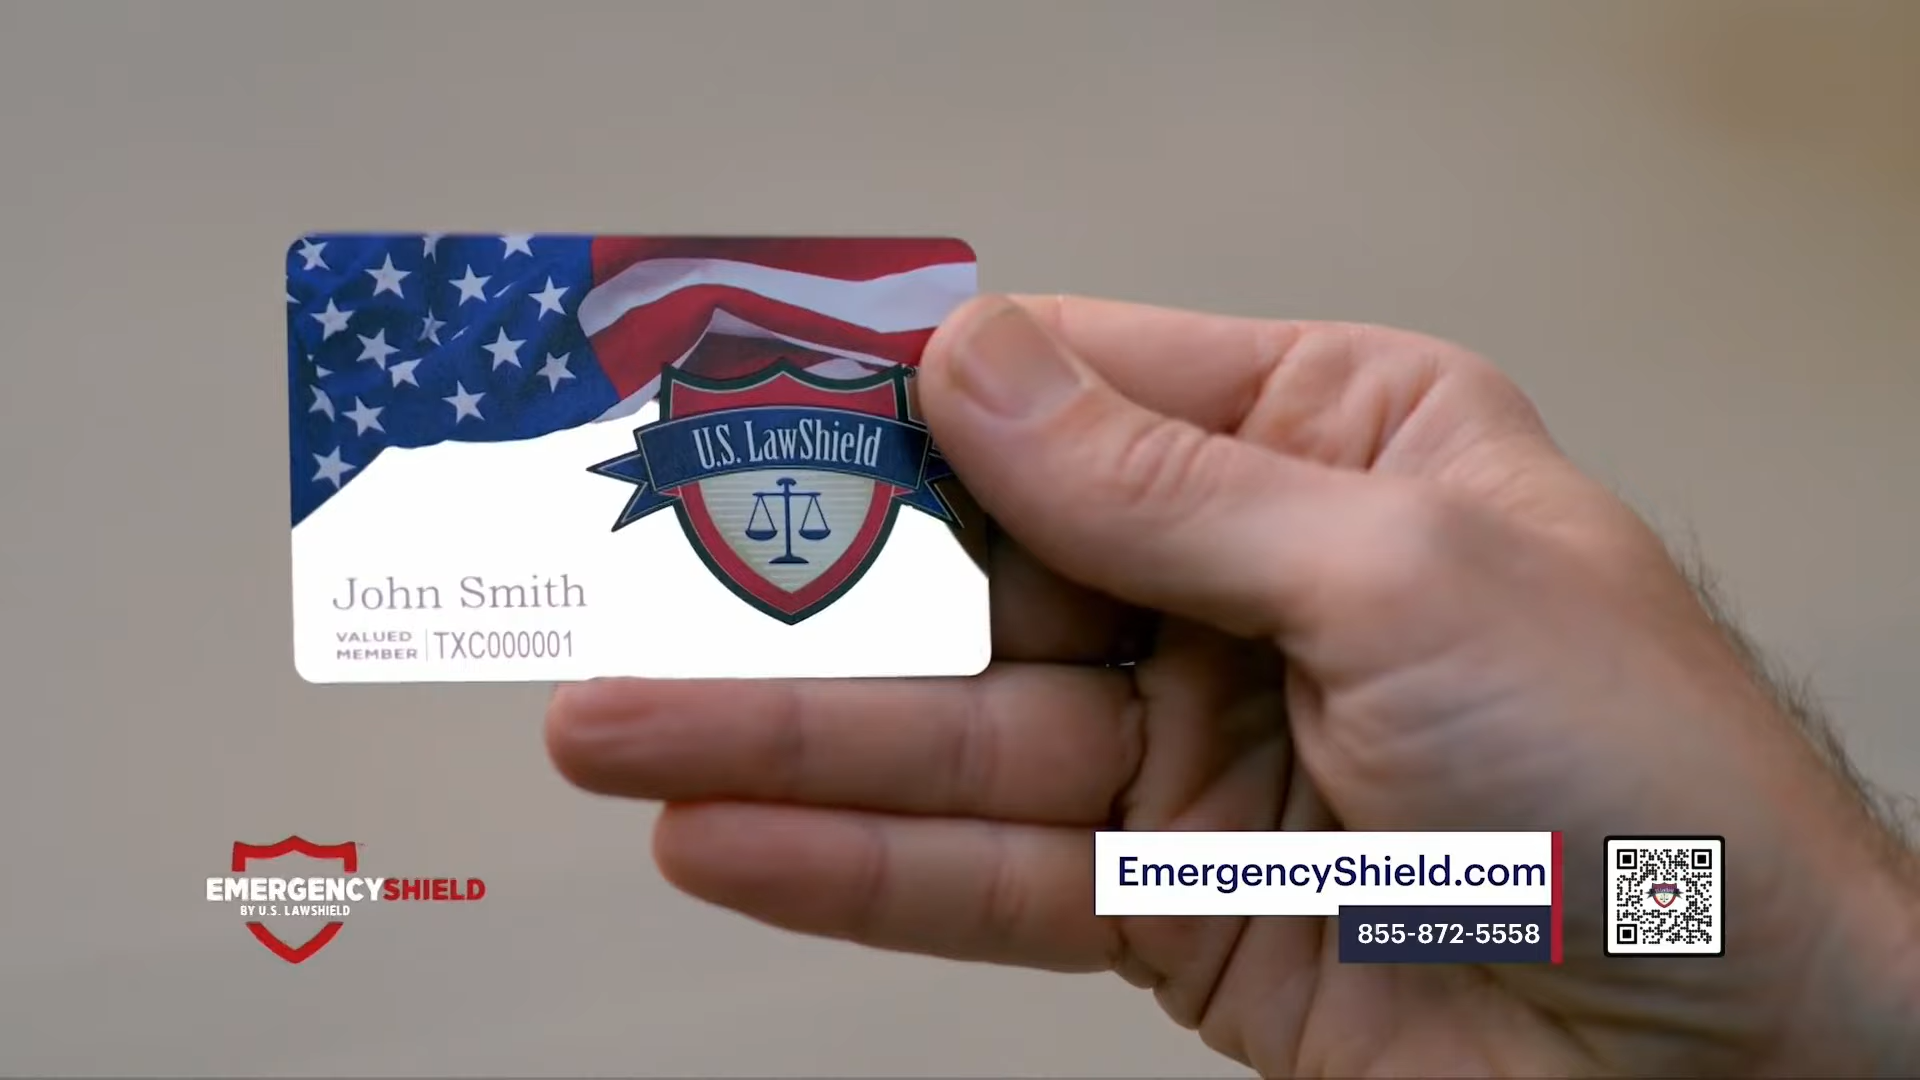 U.S. LawShield
John Smith
VALUED
MEMBER
TXC000001
EMERGENCYSHIELD
BY U.S. LAWSHIELD
EmergencyShield.com
855-872-5558